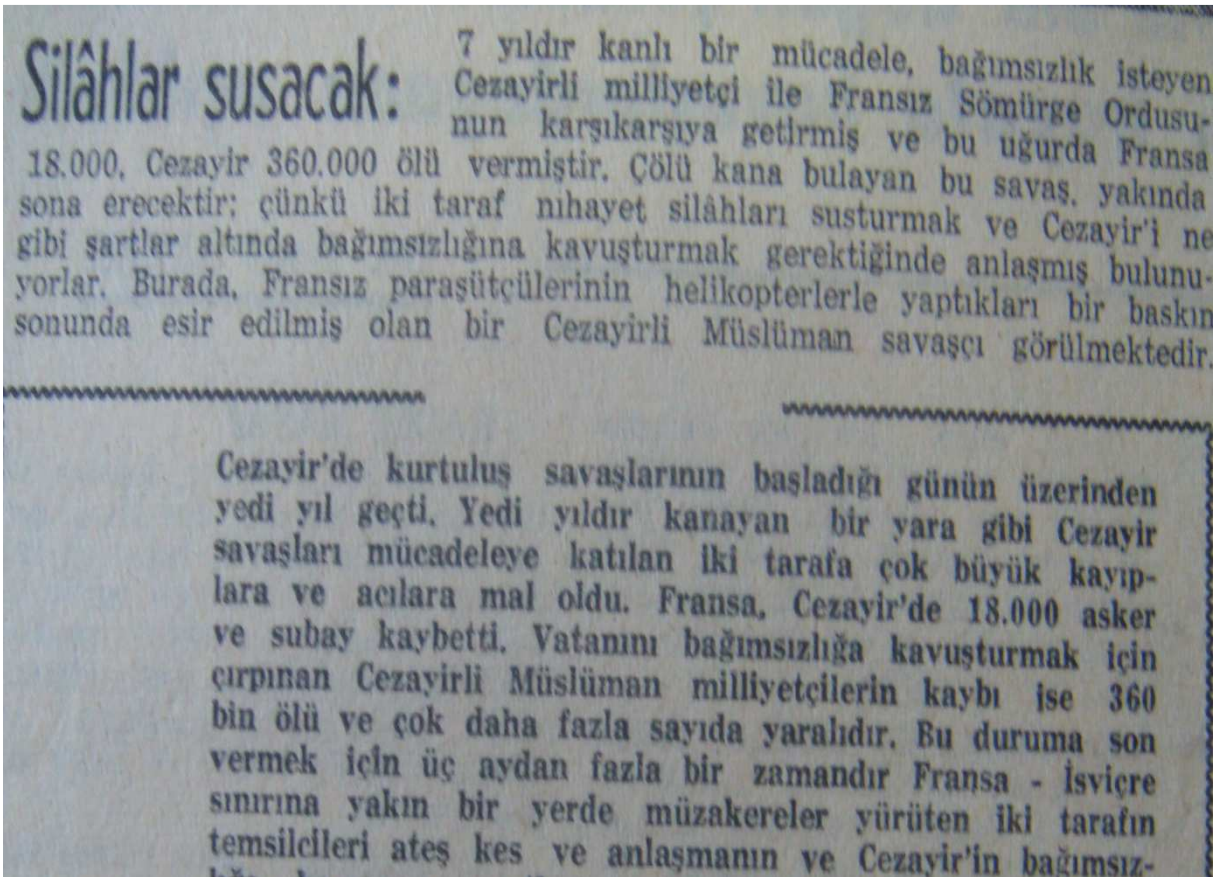 Silâhlar susacak:
7 yıldır kanlı bir mücadele, bağımsızlık isteyen
Cezayirli milliyetçi ile Fransız Sömürge Ordusu-
nun karşıkarşıya getirmiş ve bu uğurda Fransa
18.000, Cezayir 360.000 ölü vermiştir. Çölü kana bulayan bu savaş, yakında
sona erecektir; çünkü iki taraf nihayet silâhları susturmak ve Cezayir'i ne
gibi şartlar altında bağımsızlığına kavuşturmak gerektiğinde anlaşmış bulunu-
yorlar. Burada, Fransız paraşütçülerinin helikopterlerle yaptıkları bir baskın
sonunda esir edilmiş olan bir Cezayirli Müslüman savaşçı görülmektedir.
Cezayir'de kurtuluş savaşlarının başladığı günün üzerinden
yedi yıl geçti. Yedi yıldır kanayan bir yara gibi Cezayir
savaşları mücadeleye katılan iki tarafa çok büyük kayıp-
lara ve acılara mal oldu. Fransa, Cezayir'de 18.000 asker
ve subay kaybetti. Vatanını bağımsızlığa kavuşturmak için
çırpınan Cezayirli Müslüman milliyetçilerin kaybı ise 360
bin ölü ve çok daha fazla sayıda yaralıdır. Bu duruma son
vermek için üç aydan fazla bir zamandır Fransa - İsviçre
sınırına yakın bir yerde müzakereler yürüten iki tarafın
temsilcileri ateş kes ve anlaşmanın ve Cezayir'in bağımsız-